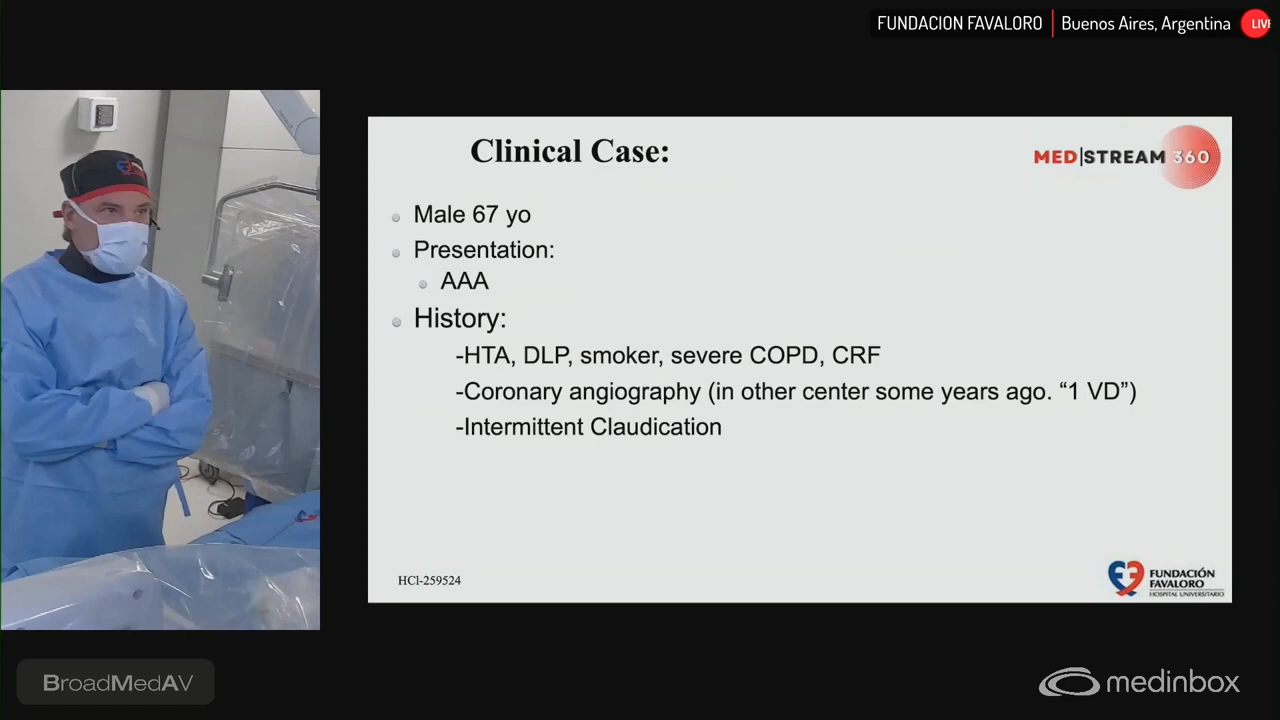 FUNDACION FAVALORO | Buenos Aires, Argentina LIVE
Clinical Case:
MED|STREAM 360
Male 67 yo
Presentation:
AAA
History:
-HTA, DLP, smoker, severe COPD, CRF
-Coronary angiography (in other center some years ago. “1 VD”)
-Intermittent Claudication
HCl-259524
FUNDACIÓN
FAVALORO
HOSPITAL UNIVERSITARIO
BroadMedAV
medinbox